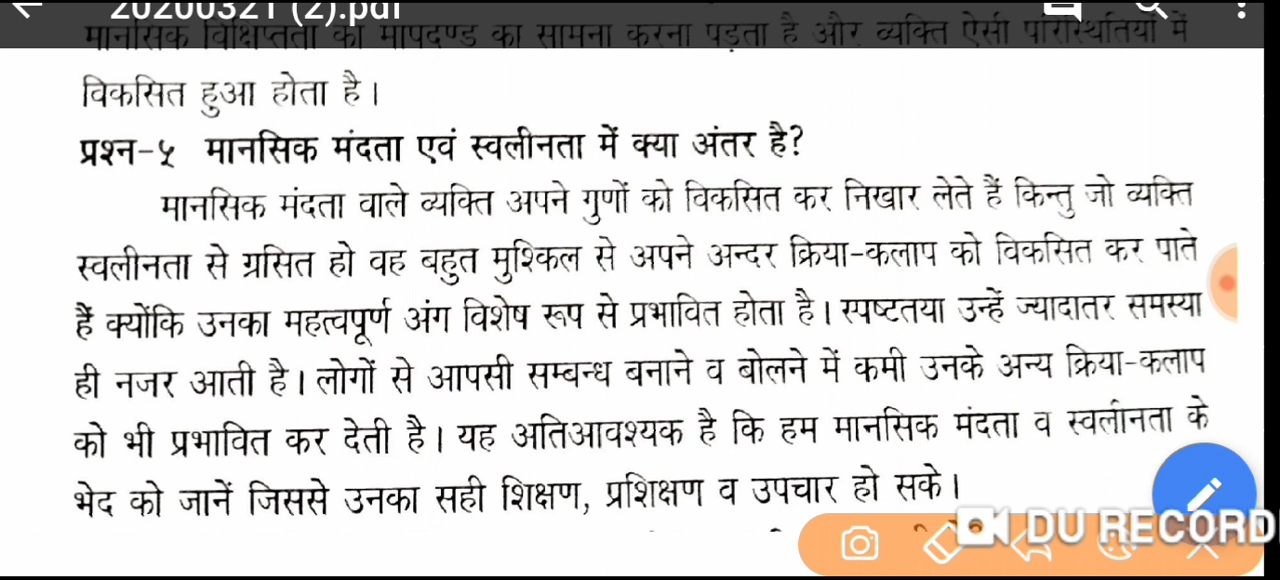 20200321 (2).pdf
मानसिक विक्षिप्तता को मापदण्ड का सामना करना पड़ता है और व्यक्ति ऐसी परिस्थितियों में
विकसित हुआ होता है।
प्रश्न-५ मानसिक मंदता एवं स्वलीनता में क्या अंतर है?
मानसिक मंदता वाले व्यक्ति अपने गुणों को विकसित कर निखार लेते हैं किन्तु जो व्यक्ति
स्वलीनता से ग्रसित हो वह बहुत मुश्किल से अपने अन्दर क्रिया-कलाप को विकसित कर पाते
हैं क्योंकि उनका महत्वपूर्ण अंग विशेष रूप से प्रभावित होता है। स्पष्टतया उन्हें ज्यादातर समस्या
ही नजर आती है। लोगों से आपसी सम्बन्ध बनाने व बोलने में कमी उनके अन्य क्रिया-कलाप
को भी प्रभावित कर देती है। यह अतिआवश्यक है कि हम मानसिक मंदता व स्वलीनता के
भेद को जानें जिससे उनका सही शिक्षण, प्रशिक्षण व उपचार हो सके।
DU RECORD